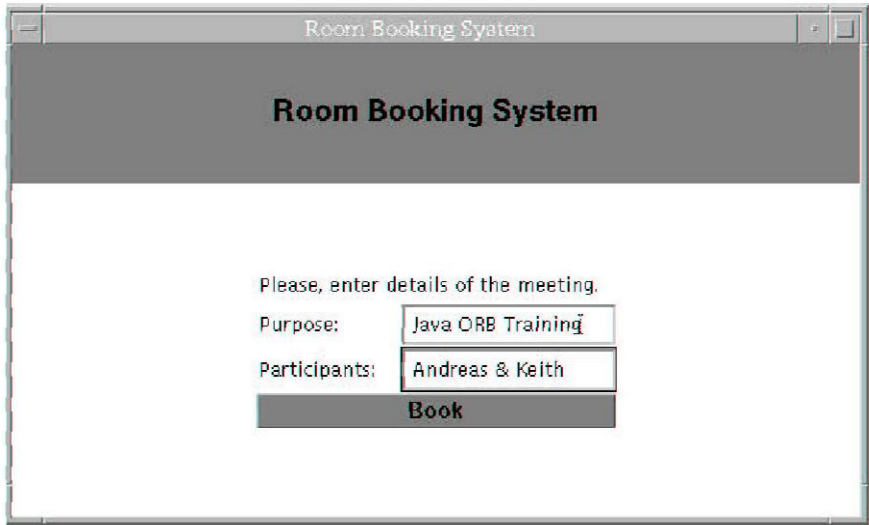 Room Booking System
Room Booking System
Please, enter details of the meeting.
Purpose: Java ORB Training
Participants: Andreas & Keith
Book